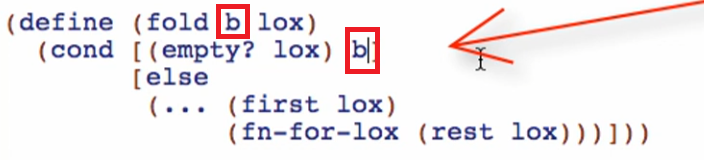 (define (fold b lox)
(cond [(empty? lox) b]
[else
(... (first lox)
(fn-for-lox (rest lox)))]))